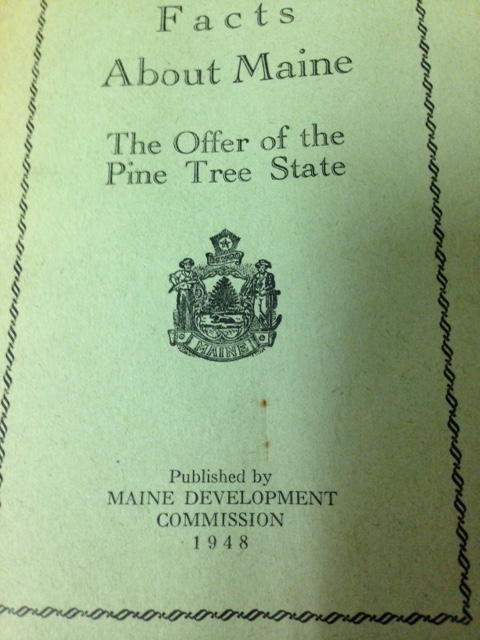 Facts
About Maine
The Offer of the
Pine Tree State
MAINE
Published by
MAINE DEVELOPMENT
COMMISSION
1948